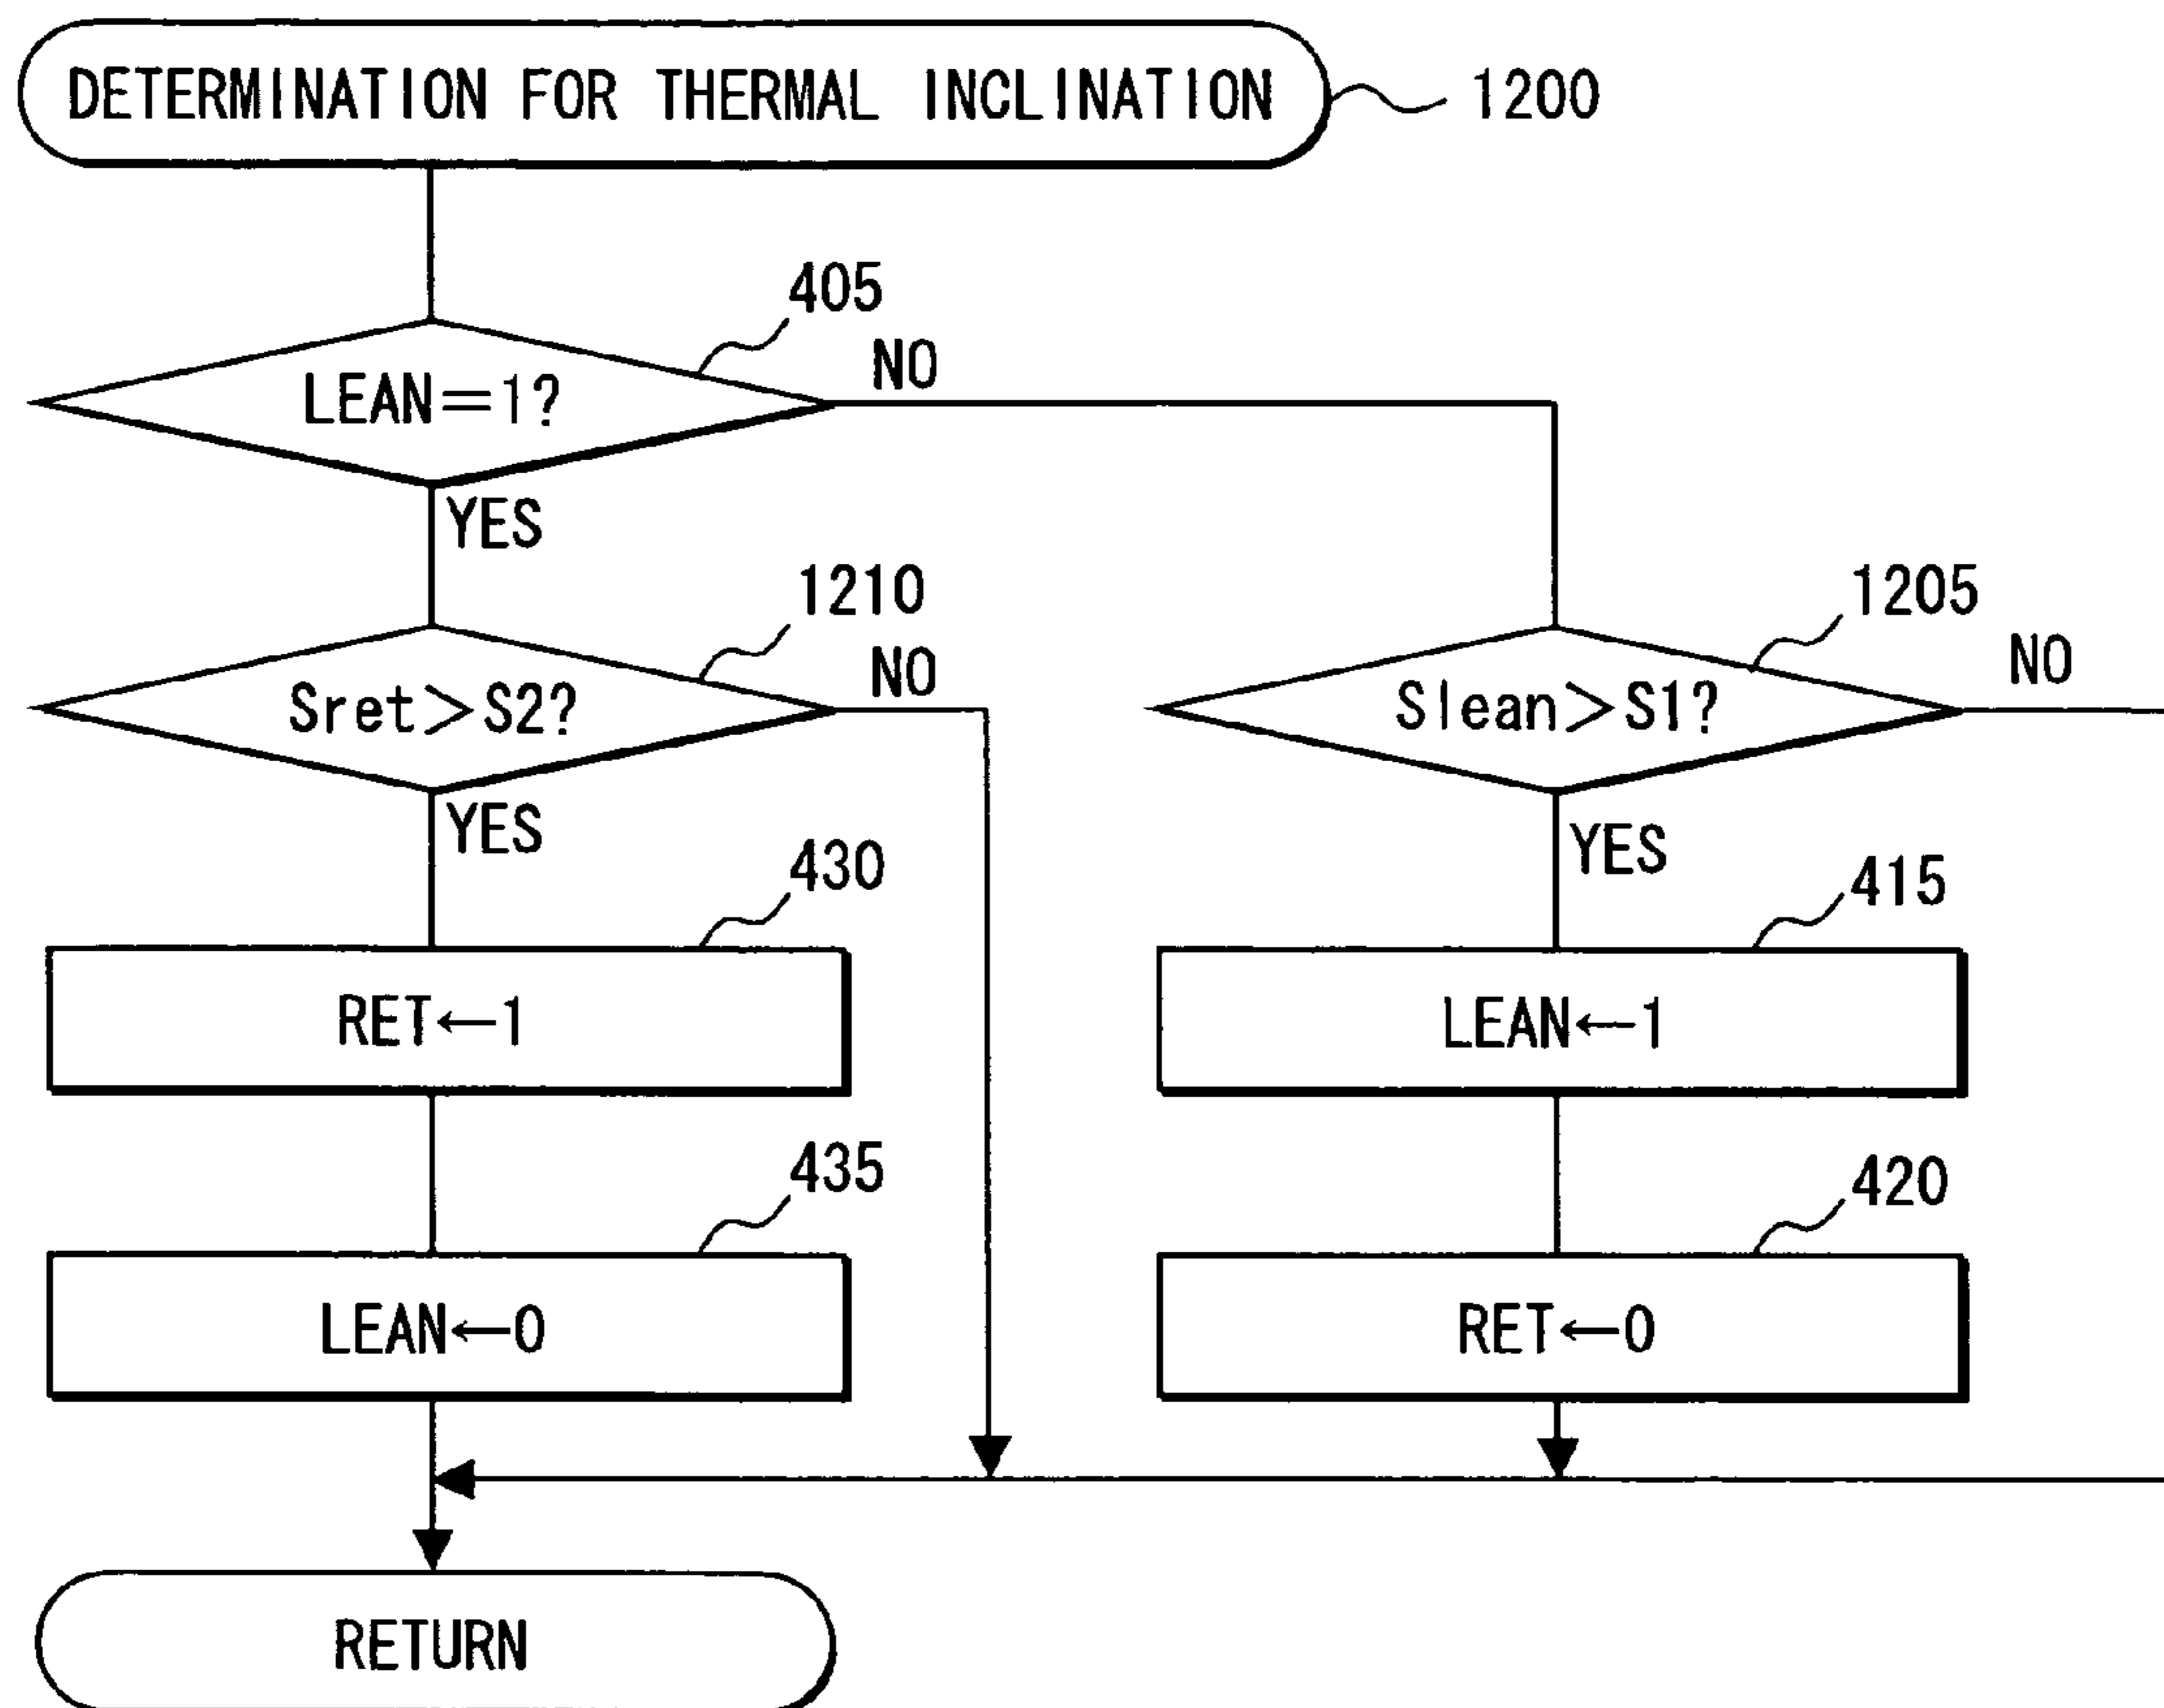 DETERMINATION FOR THERMAL INCLINATION
1200
405
LEAN=1?
NO
YES
1210
Sret>S2?
NO
YES
1205
Slean>S1?
NO
YES
430
RET←1
415
LEAN←1
435
LEAN←0
420
RET←0
RETURN